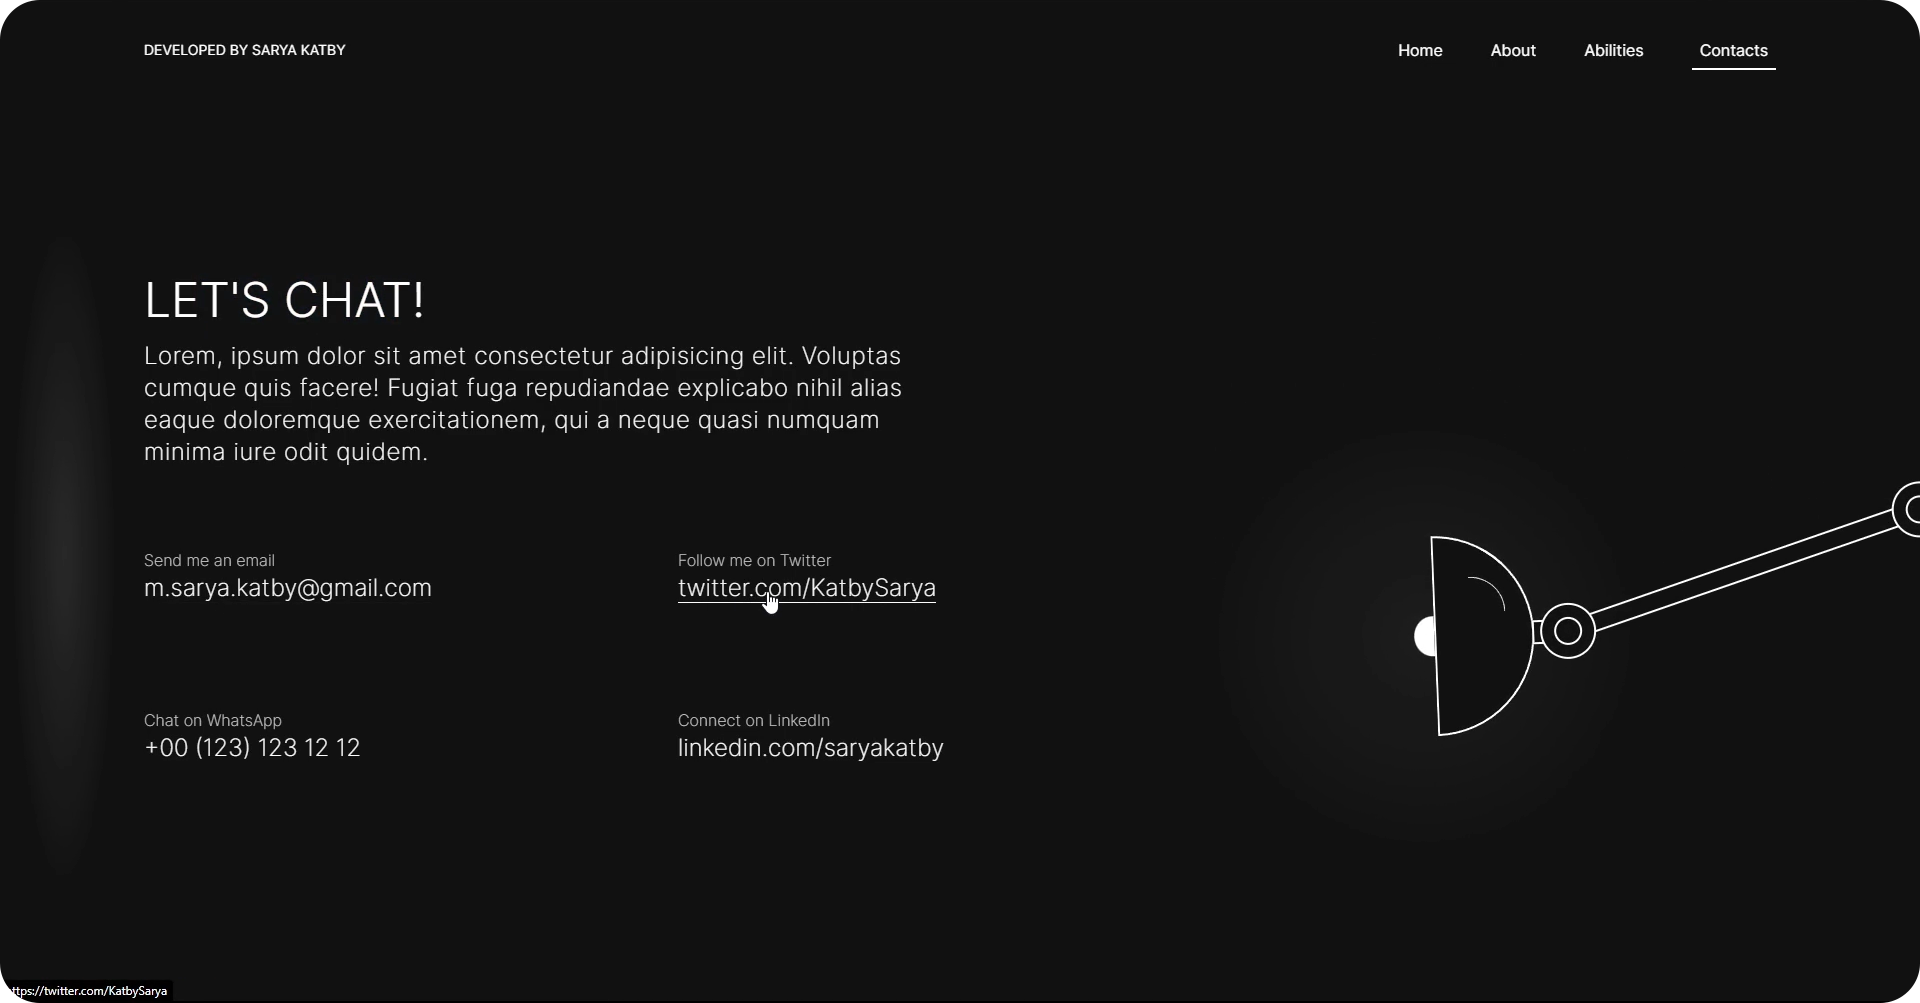 DEVELOPED BY SARYA KATBY
Home
About
Abilities
Contacts
LET'S CHAT!
Lorem, ipsum dolor sit amet consectetur adipisicing elit. Voluptas
cumque quis facere! Fugiat fuga repudiandae explicabo nihil alias
eaque doloremque exercitationem, qui a neque quasi numquam
minima iure odit quidem.
Send me an email
m.sarya.katby@gmail.com
Follow me on Twitter
twitter.com/KatbySarya
Chat on WhatsApp
+00 (123) 123 12 12
Connect on LinkedIn
linkedin.com/saryakatby
ttps://twitter.com/KatbySarya